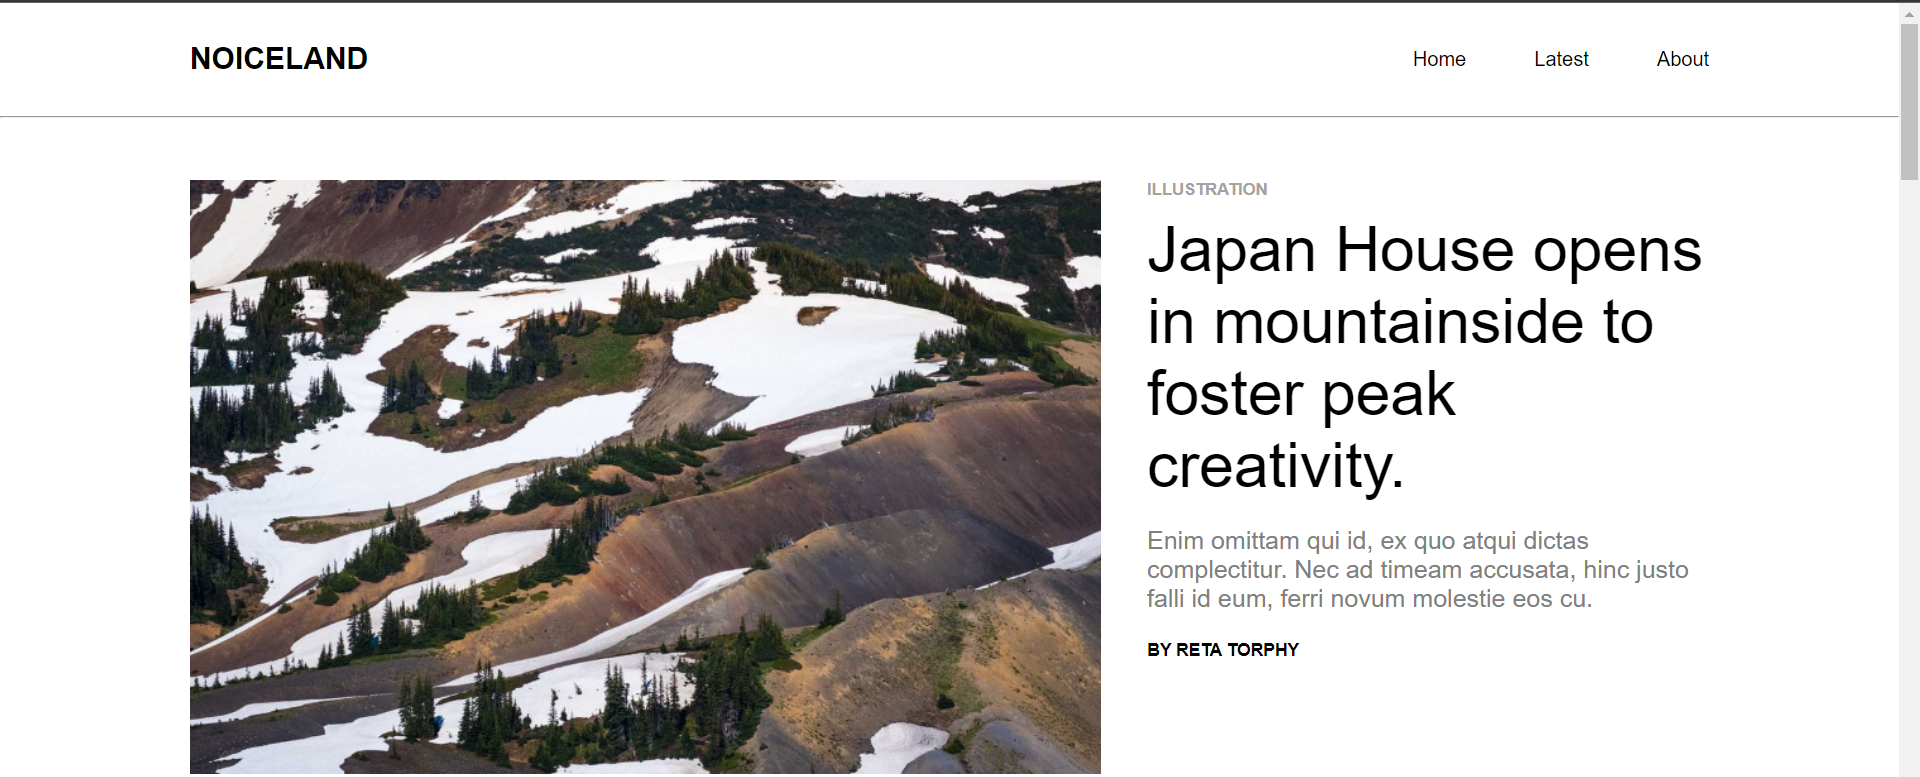 NOICELAND
Home Latest About
ILLUSTRATION
Japan House opens
in mountainside to
foster peak
creativity.
Enim omittam qui id, ex quo atqui dictas
complectitur. Nec ad timeam accusata, hinc justo
falli id eum, ferri novum molestie eos cu.
BY RETA TORPHY